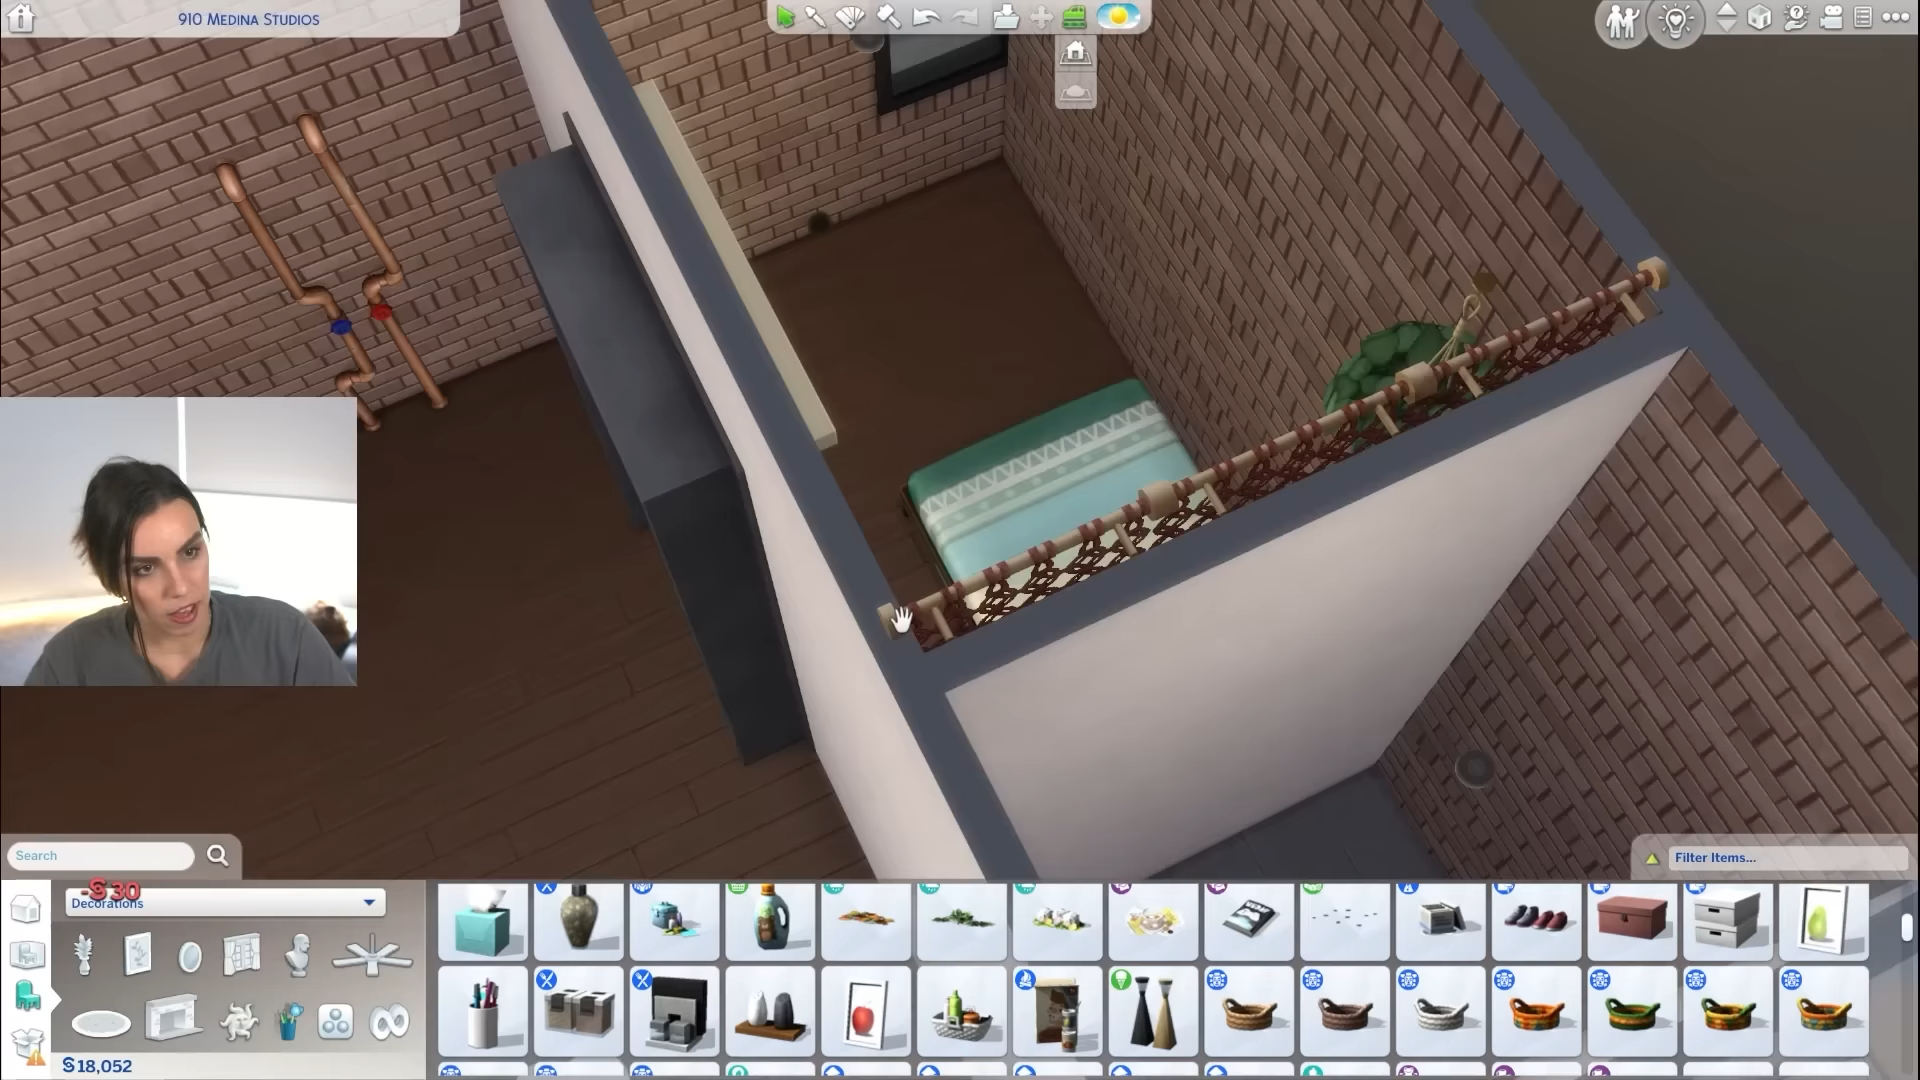 910 MEDINA STUDIOS
Search
Filter Items...
-§30
Decorations
§18,052